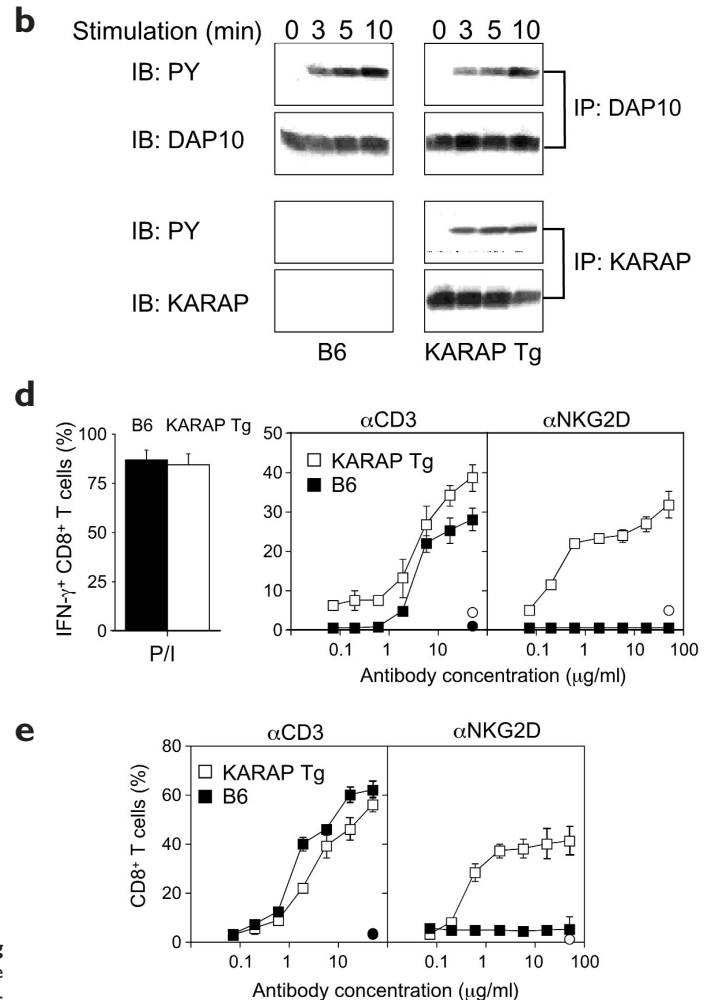 b
Stimulation (min) 0 3 5 10 0 3 5 10
IB: PY
IP: DAP10
IB: DAP10
IB: PY
IP: KARAP
IB: KARAP
B6 KARAP Tg
d
αCD3 αNKG2D
B6 KARAP Tg
IFN-γ+ CD8+ T cells (%)
100
75
50
25
0
P/I
50
40
30
20
10
0
KARAP Tg
B6
0.1 1 10 0.1 1 10 100
Antibody concentration (µg/ml)
e
αCD3 αNKG2D
CD8+ T cells (%)
80
60
40
20
0
KARAP Tg
B6
0.1 1 10 0.1 1 10 100
Antibody concentration (µg/ml)